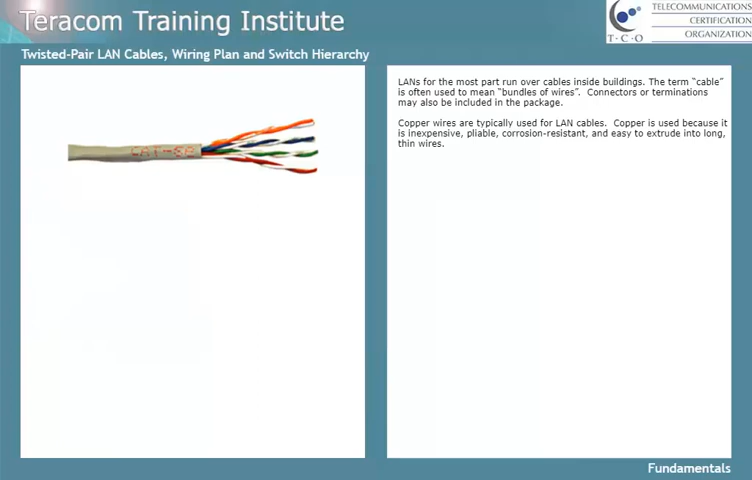 Teracom Training Institute
TELECOMMUNICATIONS
CERTIFICATION
ORGANIZATION
T·C·O
Twisted-Pair LAN Cables, Wiring Plan and Switch Hierarchy
LANs for the most part run over cables inside buildings. The term “cable”
is often used to mean “bundles of wires”.  Connectors or terminations
may also be included in the package.
Copper wires are typically used for LAN cables.  Copper is used because it
is inexpensive, pliable, corrosion-resistant, and easy to extrude into long,
thin wires.
Fundamentals